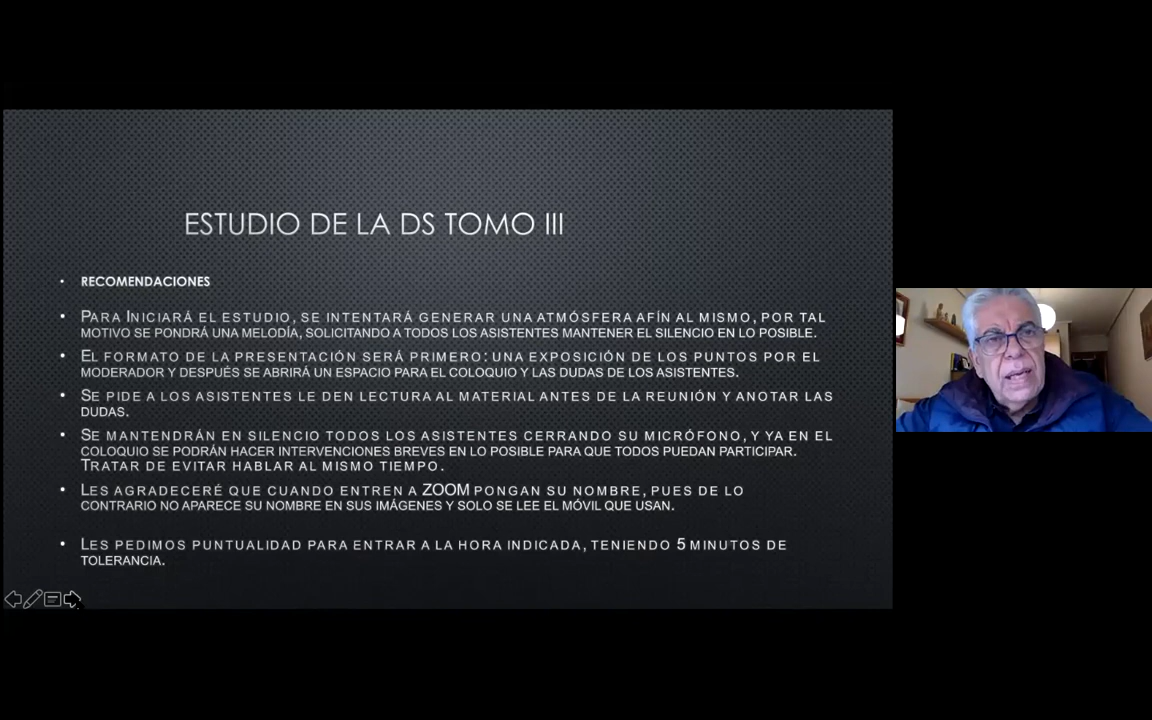 ESTUDIO DE LA DS TOMO III
• RECOMENDACIONES
• PARA INICIARÁ EL ESTUDIO, SE INTENTARÁ GENERAR UNA ATMÓSFERA AFÍN AL MISMO, POR TAL
MOTIVO SE PONDRÁ UNA MELODÍA, SOLICITANDO A TODOS LOS ASISTENTES MANTENER EL SILENCIO EN LO POSIBLE.
• EL FORMATO DE LA PRESENTACIÓN SERÁ PRIMERO: UNA EXPOSICIÓN DE LOS PUNTOS POR EL
MODERADOR Y DESPUÉS SE ABRIRÁ UN ESPACIO PARA EL COLOQUIO Y LAS DUDAS DE LOS ASISTENTES.
• SE PIDE A LOS ASISTENTES LE DEN LECTURA AL MATERIAL ANTES DE LA REUNIÓN Y ANOTAR LAS
DUDAS.
• SE MANTENDRÁN EN SILENCIO TODOS LOS ASISTENTES CERRANDO SU MICRÓFONO, Y YA EN EL
COLOQUIO SE PODRÁN HACER INTERVENCIONES BREVES EN LO POSIBLE PARA QUE TODOS PUEDAN PARTICIPAR.
TRATAR DE EVITAR HABLAR AL MISMO TIEMPO.
• LES AGRADECERÉ QUE CUANDO ENTREN A ZOOM PONGAN SU NOMBRE, PUES DE LO
CONTRARIO NO APARECE SU NOMBRE EN SUS IMÁGENES Y SOLO SE LEE EL MÓVIL QUE USAN.
• LES PEDIMOS PUNTUALIDAD PARA ENTRAR A LA HORA INDICADA, TENIENDO 5 MINUTOS DE
TOLERANCIA.